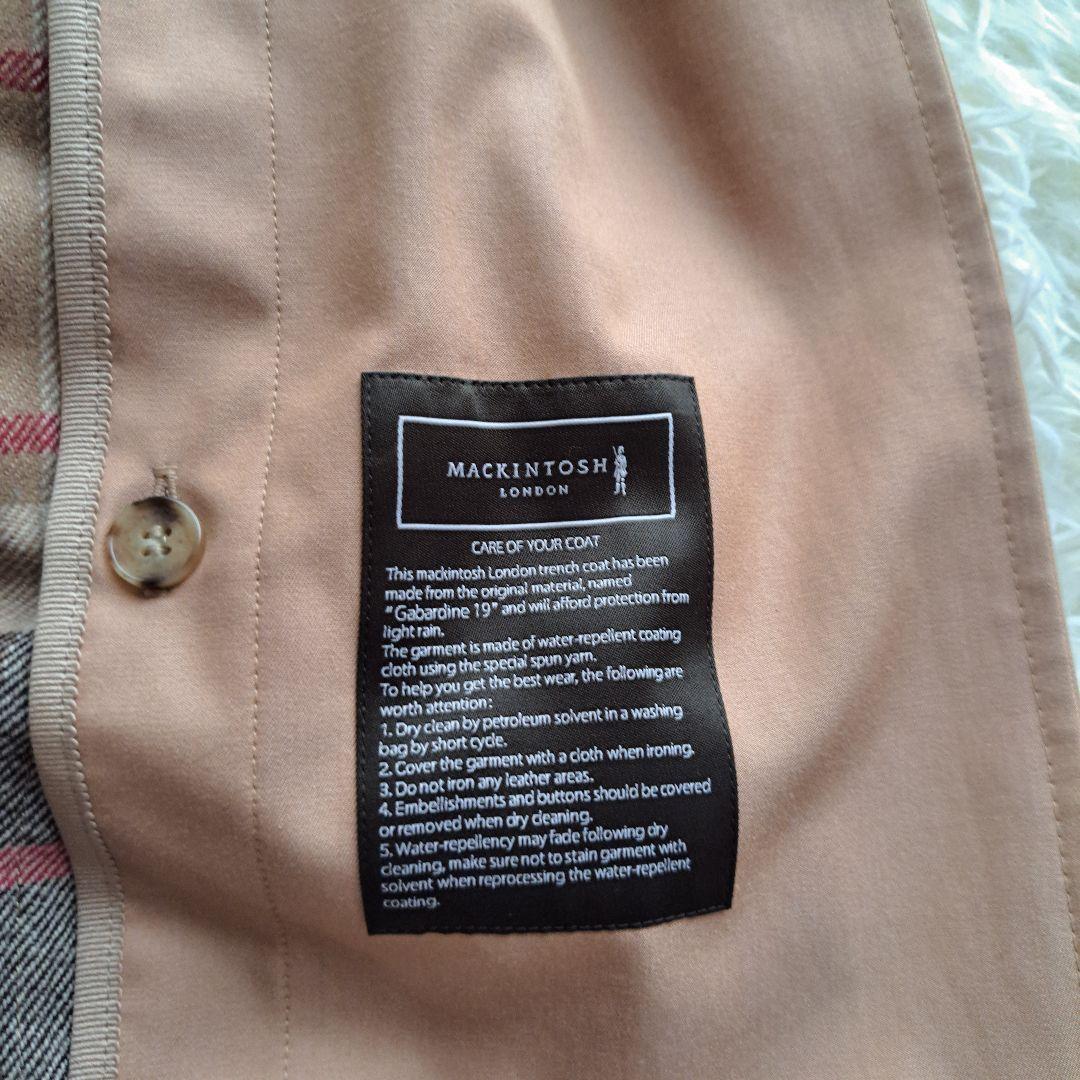 MACKINTOSH
LONDON
CARE OF YOUR COAT
This mackintosh London trench coat has been
made from the original material, named
"Gabardine 19" and will afford protection from
light rain.
The garment is made of water-repellent coating
cloth using the special spun yarn.
To help you get the best wear, the following are
worth attention:
1. Dry clean by petroleum solvent in a washing
bag by short cycle.
2. Cover the garment with a cloth when ironing.
3. Do not iron any leather areas.
4. Embellishments and buttons should be covered
or removed when dry cleaning.
5. Water-repellency may fade following dry
cleaning, make sure not to stain garment with
solvent when reprocessing the water-repellent
coating.